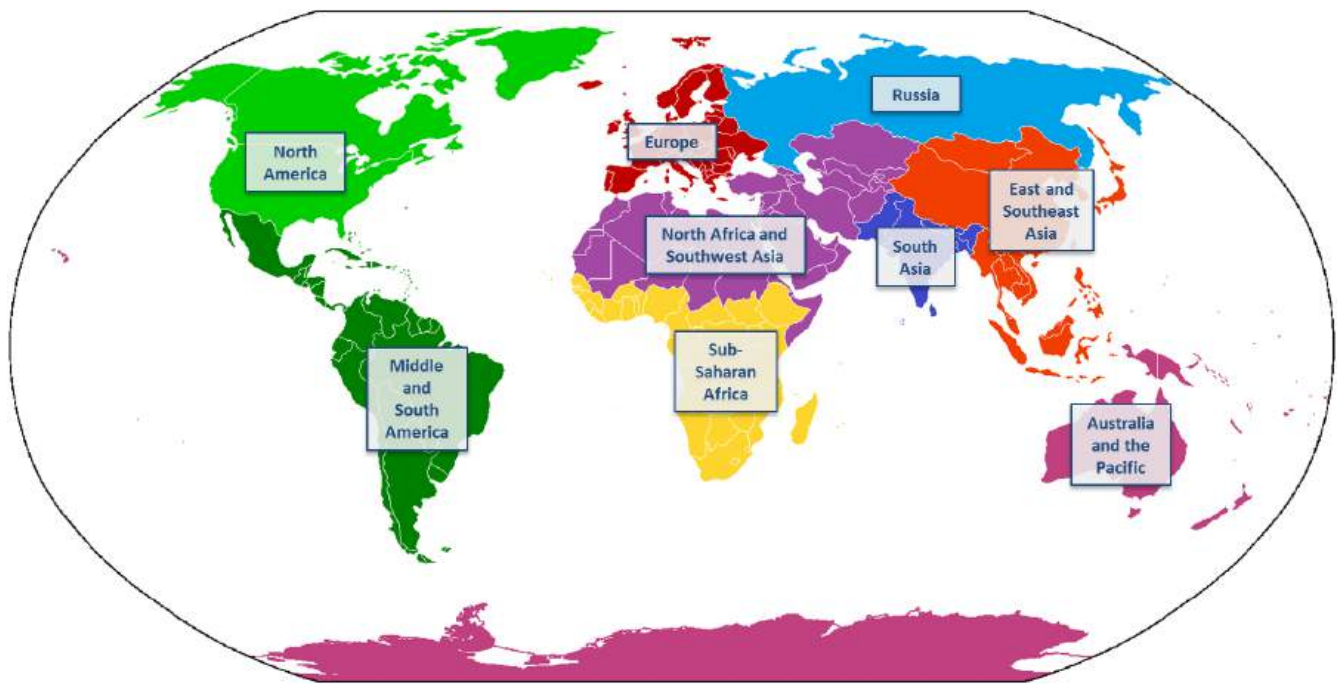 Russia
North
America
Europe
East and
Southeast
Asia
North Africa and
Southwest Asia
South
Asia
Sub-
Saharan
Africa
Middle
and
South
America
Australia
and the
Pacific